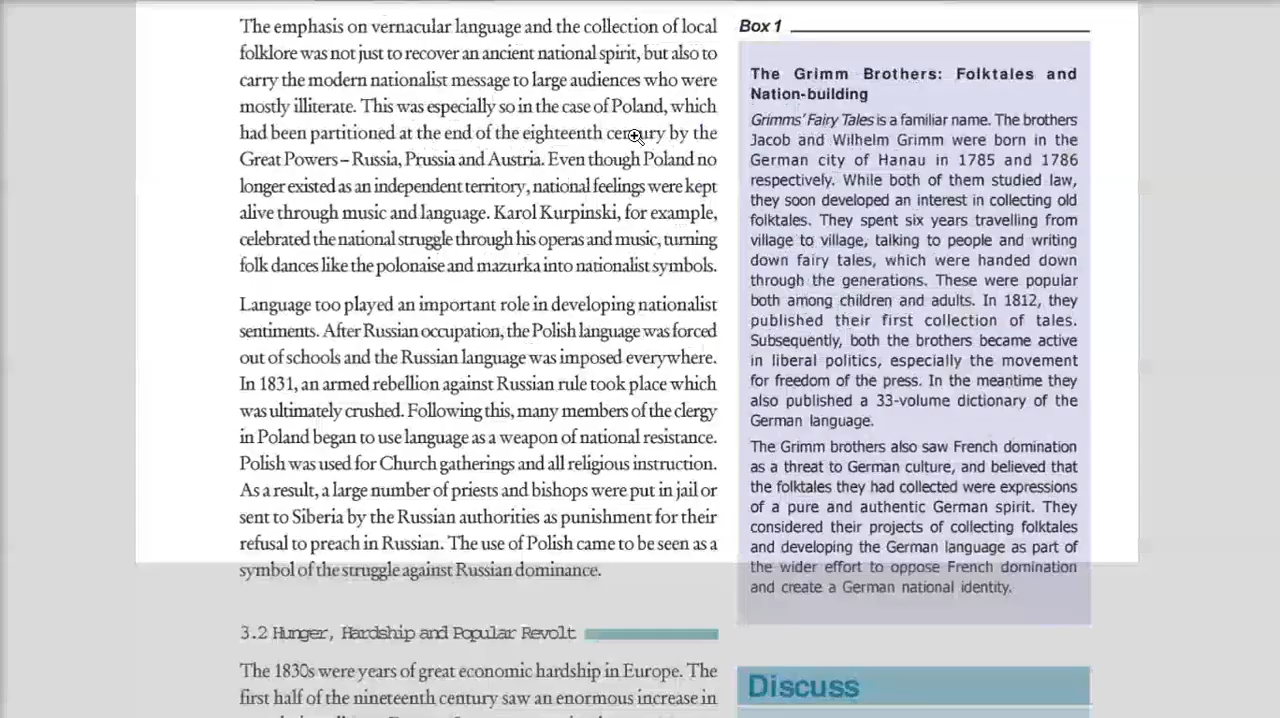 The emphasis on vernacular language and the collection of local
folklore was not just to recover an ancient national spirit, but also to
carry the modern nationalist message to large audiences who were
mostly illiterate. This was especially so in the case of Poland, which
had been partitioned at the end of the eighteenth century by the
Great Powers – Russia, Prussia and Austria. Even though Poland no
longer existed as an independent territory, national feelings were kept
alive through music and language. Karol Kurpinski, for example,
celebrated the national struggle through his operas and music, turning
folk dances like the polonaise and mazurka into nationalist symbols.
Language too played an important role in developing nationalist
sentiments. After Russian occupation, the Polish language was forced
out of schools and the Russian language was imposed everywhere.
In 1831, an armed rebellion against Russian rule took place which
was ultimately crushed. Following this, many members of the clergy
in Poland began to use language as a weapon of national resistance.
Polish was used for Church gatherings and all religious instruction.
As a result, a large number of priests and bishops were put in jail or
sent to Siberia by the Russian authorities as punishment for their
refusal to preach in Russian. The use of Polish came to be seen as a
symbol of the struggle against Russian dominance.
3.2 Hunger, Hardship and Popular Revolt
The 1830s were years of great economic hardship in Europe. The
first half of the nineteenth century saw an enormous increase in
Box 1
The Grimm Brothers: Folktales and
Nation-building
Grimms' Fairy Tales is a familiar name. The brothers
Jacob and Wilhelm Grimm were born in the
German city of Hanau in 1785 and 1786
respectively. While both of them studied law,
they soon developed an interest in collecting old
folktales. They spent six years travelling from
village to village, talking to people and writing
down fairy tales, which were handed down
through the generations. These were popular
both among children and adults. In 1812, they
published their first collection of tales.
Subsequently, both the brothers became active
in liberal politics, especially the movement
for freedom of the press. In the meantime they
also published a 33-volume dictionary of the
German language.
The Grimm brothers also saw French domination
as a threat to German culture, and believed that
the folktales they had collected were expressions
of a pure and authentic German spirit. They
considered their projects of collecting folktales
and developing the German language as part of
the wider effort to oppose French domination
and create a German national identity.
Discuss